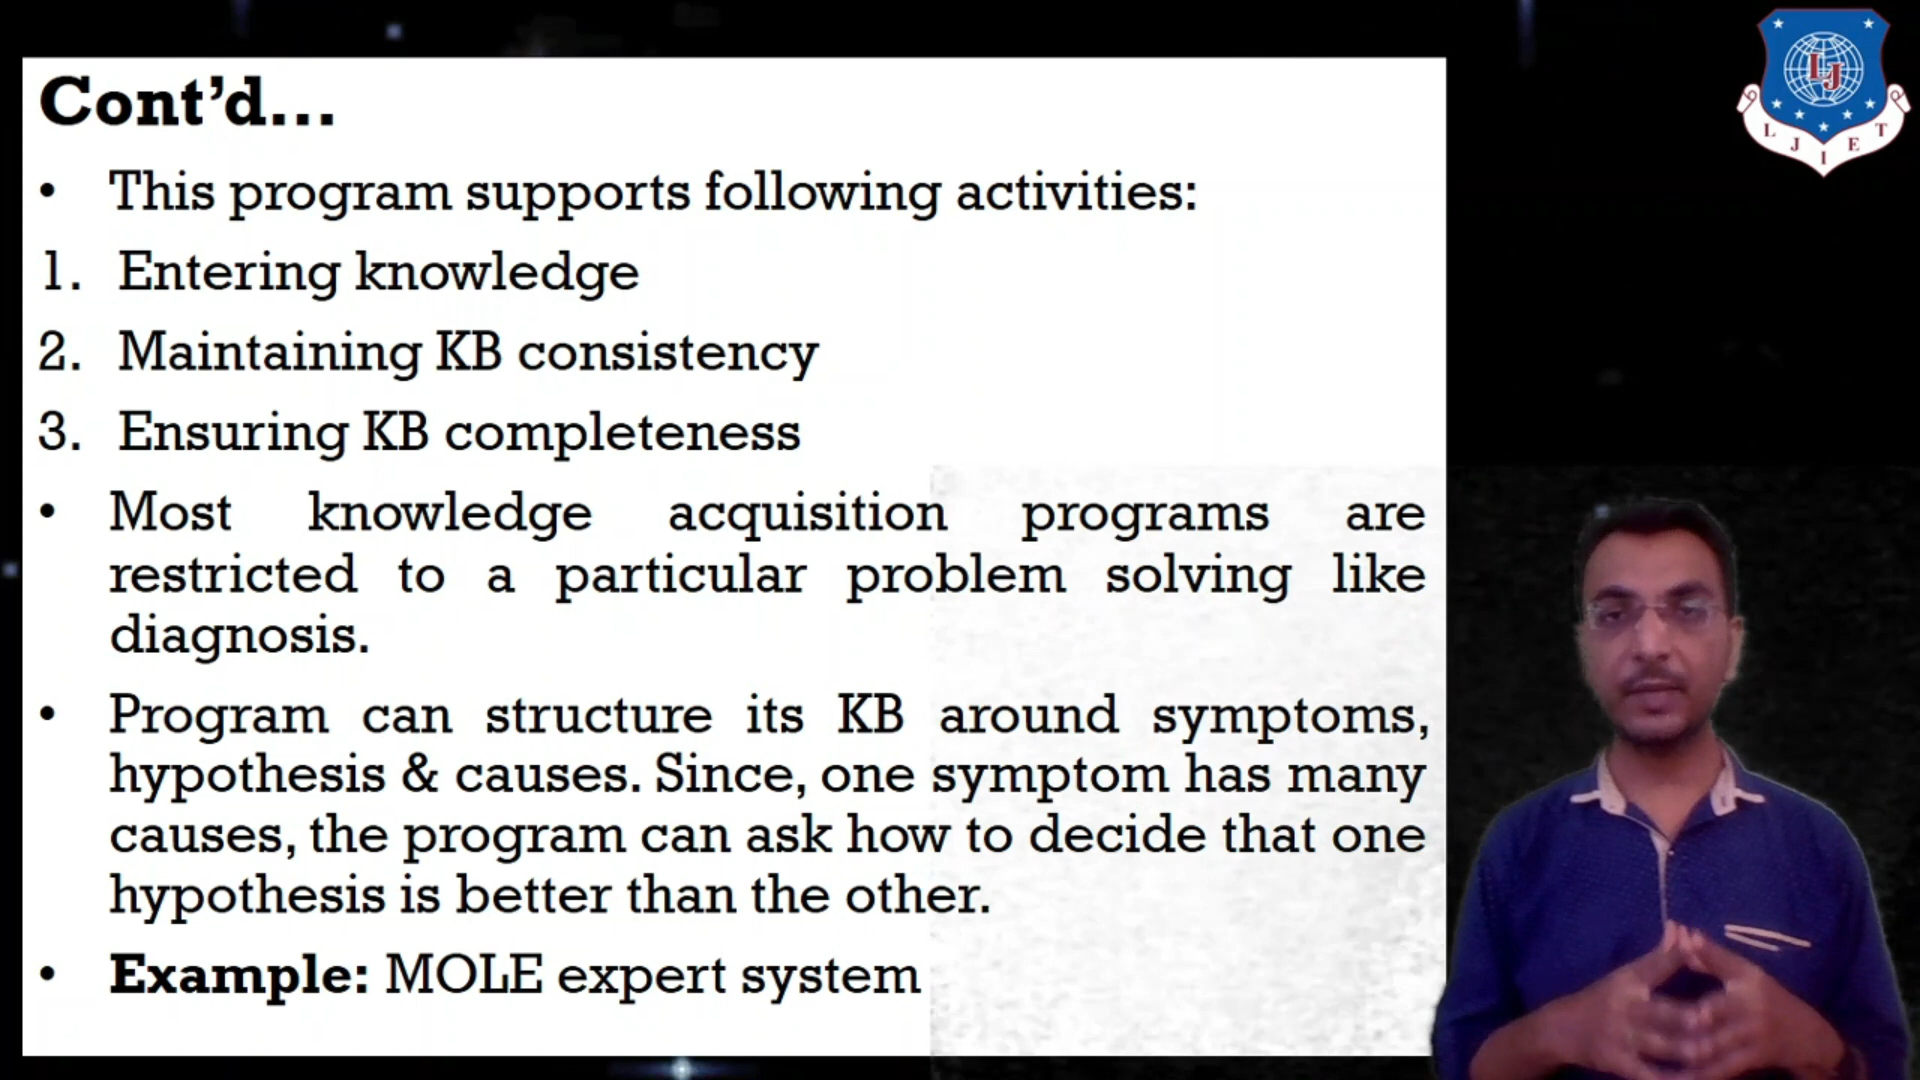 Cont’d...
• This program supports following activities:
1. Entering knowledge
2. Maintaining KB consistency
3. Ensuring KB completeness
• Most knowledge acquisition programs are
restricted to a particular problem solving like
diagnosis.
• Program can structure its KB around symptoms,
hypothesis & causes. Since, one symptom has many
causes, the program can ask how to decide that one
hypothesis is better than the other.
• Example: MOLE expert system
LJ
L J I E T